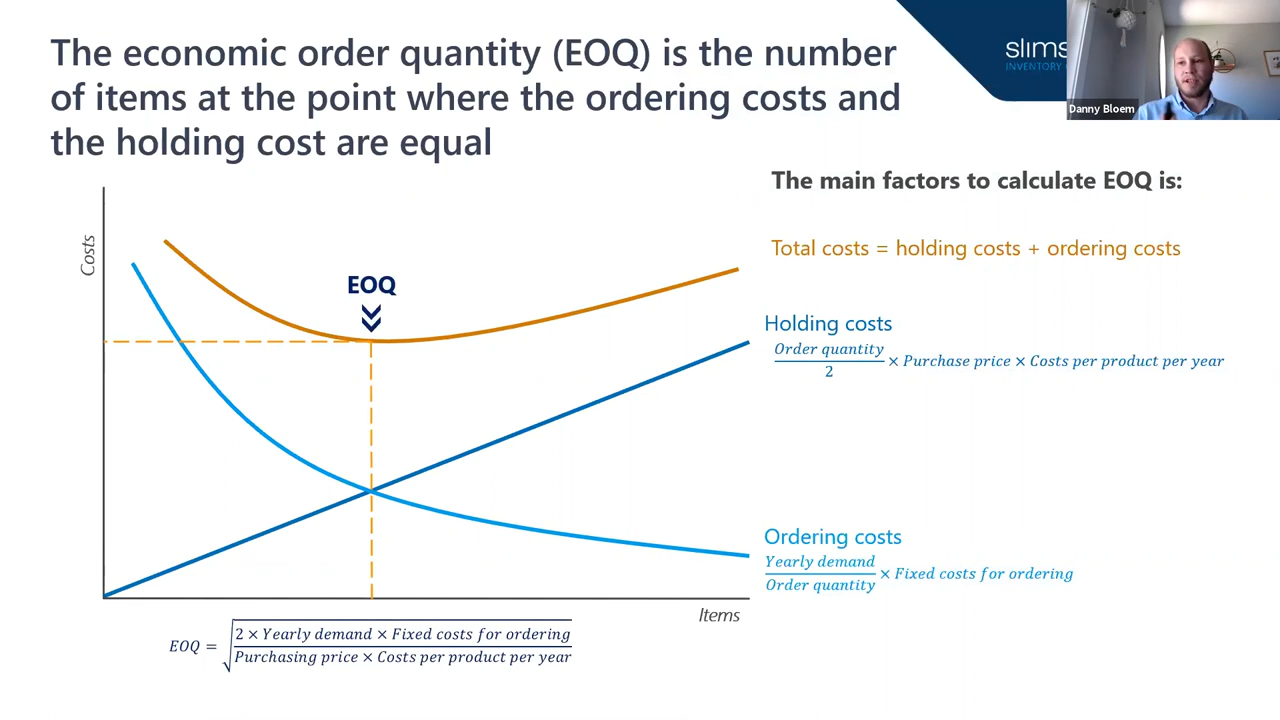 The economic order quantity (EOQ) is the number
of items at the point where the ordering costs and
the holding cost are equal
slims
INVENTORY
Danny Bloem
The main factors to calculate EOQ is:
Total costs = holding costs + ordering costs
Costs
EOQ
Holding costs
Order quantity
2
× Purchase price × Costs per product per year
Ordering costs
Yearly demand
Order quantity
× Fixed costs for ordering
Items
EOQ = √
2 × Yearly demand × Fixed costs for ordering
Purchasing price × Costs per product per year